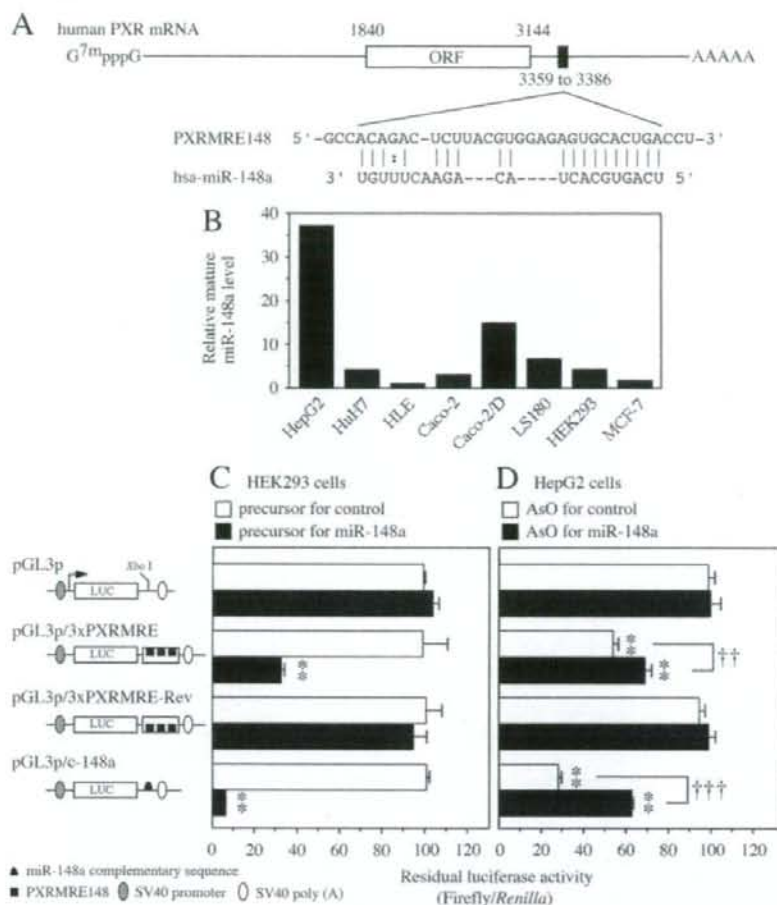 A
human PXR mRNA
1840
3144
G7mpppG
ORF
AAAAA
3359 to 3386
PXRMRE148 5'-GCCACAGAC-UCUUACGUGGAGAGUGCACUGACCU-3'
hsa-miR-148a 3' UGUUUCAAGA---CA----UCACGUGACU 5'
B
Relative mature
miR-148a level
40
30
20
10
0
HepG2
HuH7
HLE
Caco-2
Caco-2/D
LS180
HEK293
MCF-7
C HEK293 cells
precursor for control
precursor for miR-148a
D HepG2 cells
AsO for control
AsO for miR-148a
pGL3p
Xba I
LUC
pGL3p/3xPXRMRE
LUC
**
**
**
††
pGL3p/3xPXRMRE-Rev
LUC
pGL3p/c-148a
LUC
**
**
**
†††
0 20 40 60 80 100 120
0 20 40 60 80 100 120
miR-148a complementary sequence
PXRMRE148 SV40 promoter SV40 poly (A)
Residual luciferase activity
(Firefly/Renilla)